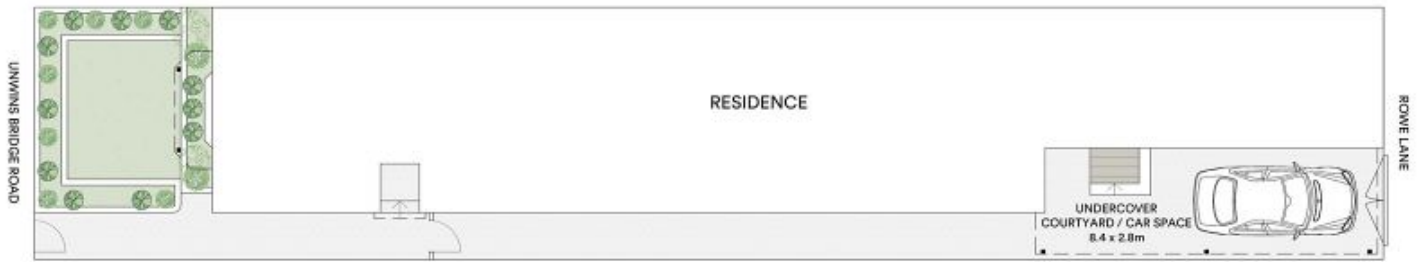 UNWINS BRIDGE ROAD
RESIDENCE
ROWE LANE
UNDERCOVER
COURTYARD / CAR SPACE
8.4 x 2.8m